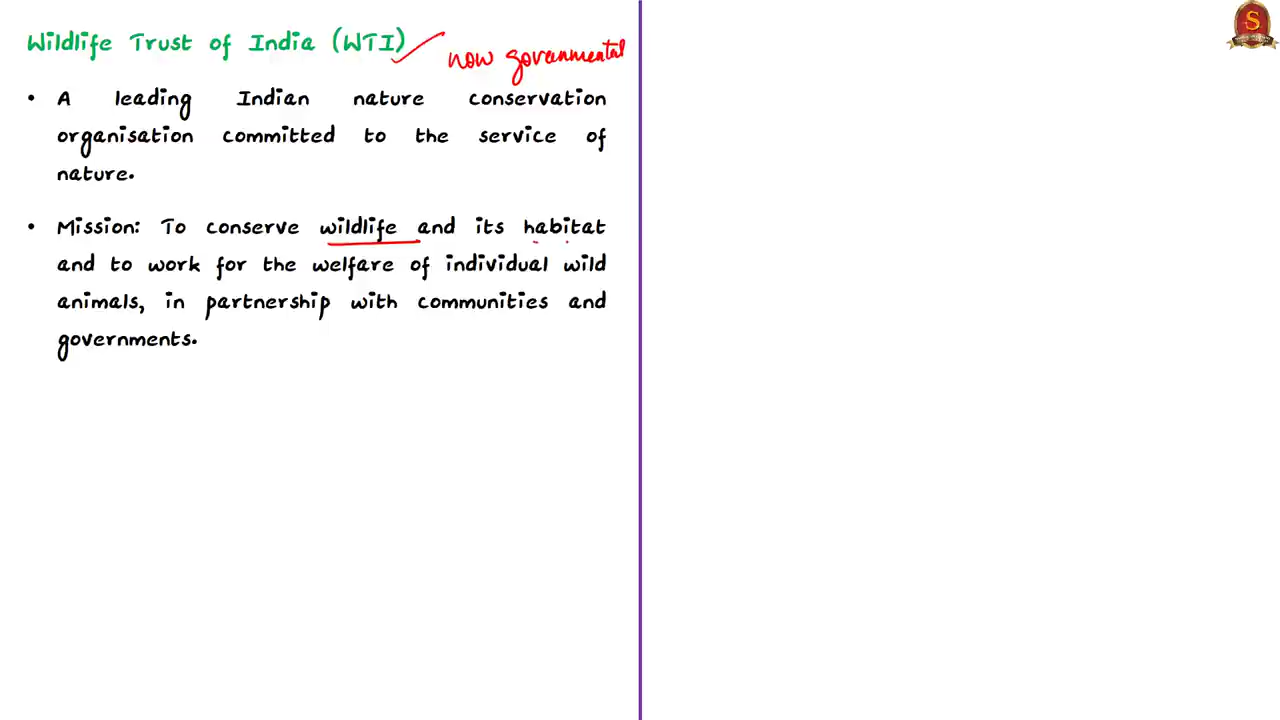 Wildlife Trust of India (WTI)
now governmental
• A leading Indian nature conservation
organisation committed to the service of
nature.
• Mission: To conserve wildlife and its habitat
and to work for the welfare of individual wild
animals, in partnership with communities and
governments.
S